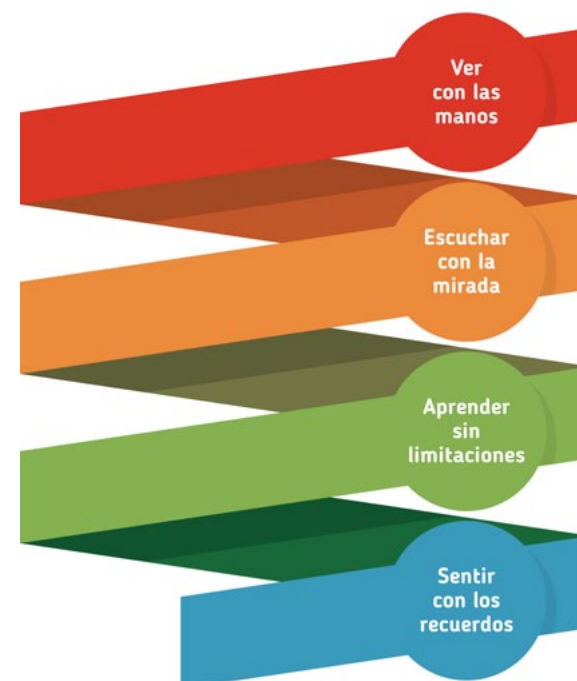 Ver
con las
manos
Escuchar
con la
mirada
Aprender
sin
limitaciones
Sentir
con los
recuerdos